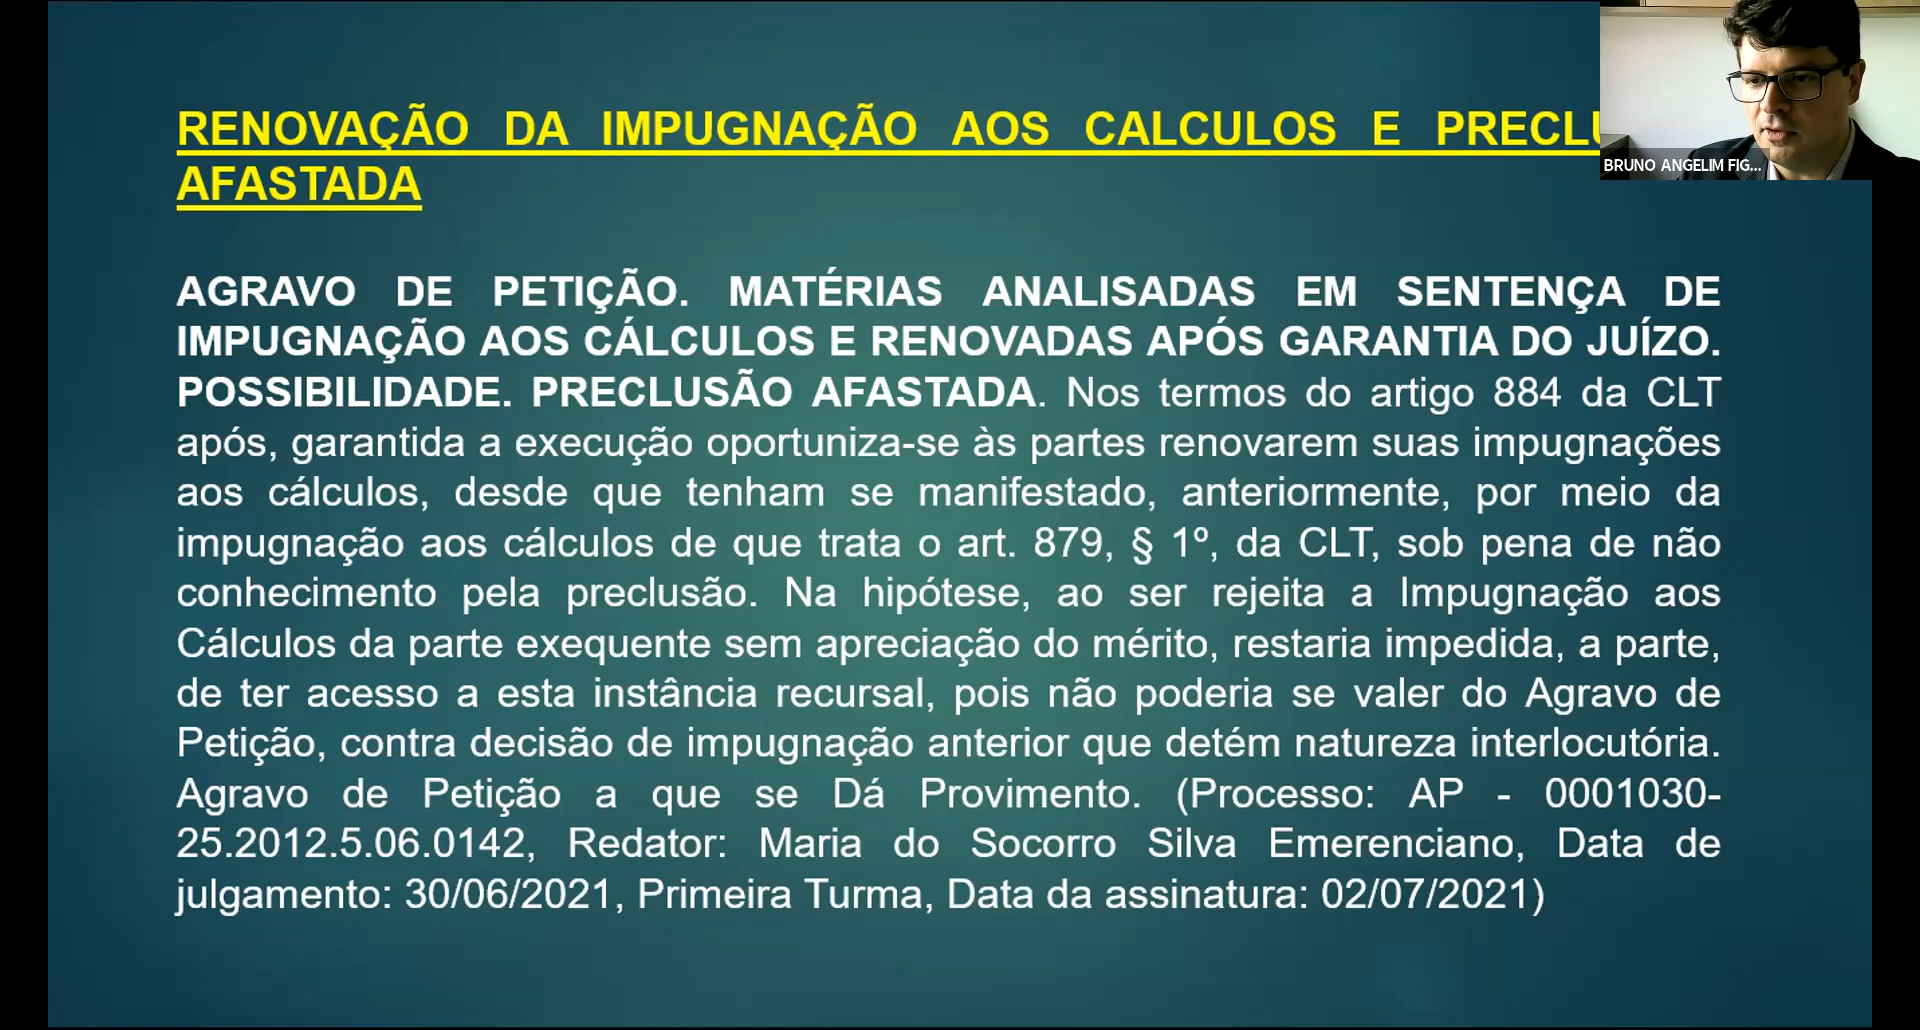 RENOVAÇÃO DA IMPUGNAÇÃO AOS CALCULOS E
AFASTADA
BRUNO ANGELIM FIG...
AGRAVO DE PETIÇÃO. MATÉRIAS ANALISADAS EM SENTENÇA DE
IMPUGNAÇÃO AOS CÁLCULOS E RENOVADAS APÓS GARANTIA DO JUÍZO.
POSSIBILIDADE. PRECLUSÃO AFASTADA. Nos termos do artigo 884 da CLT
após, garantida a execução oportuniza-se às partes renovarem suas impugnações
aos cálculos, desde que tenham se manifestado, anteriormente, por meio da
impugnação aos cálculos de que trata o art. 879, § 1º, da CLT, sob pena de não
conhecimento pela preclusão. Na hipótese, ao ser rejeita a Impugnação aos
Cálculos da parte exequente sem apreciação do mérito, restaria impedida, a parte,
de ter acesso a esta instância recursal, pois não poderia se valer do Agravo de
Petição, contra decisão de impugnação anterior que detém natureza interlocutória.
Agravo de Petição a que se Dá Provimento. (Processo: AP - 0001030-
25.2012.5.06.0142, Redator: Maria do Socorro Silva Emerenciano, Data de
julgamento: 30/06/2021, Primeira Turma, Data da assinatura: 02/07/2021)